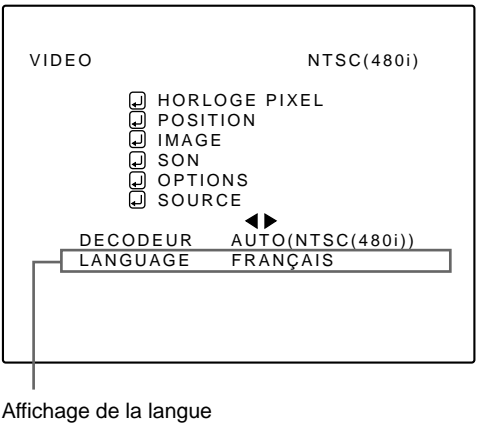 VIDEO NTSC(480i)
HORLOGE PIXEL
POSITION
IMAGE
SON
OPTIONS
SOURCE
DECODEUR AUTO(NTSC(480i))
LANGUAGE FRANÇAIS
Affichage de la langue